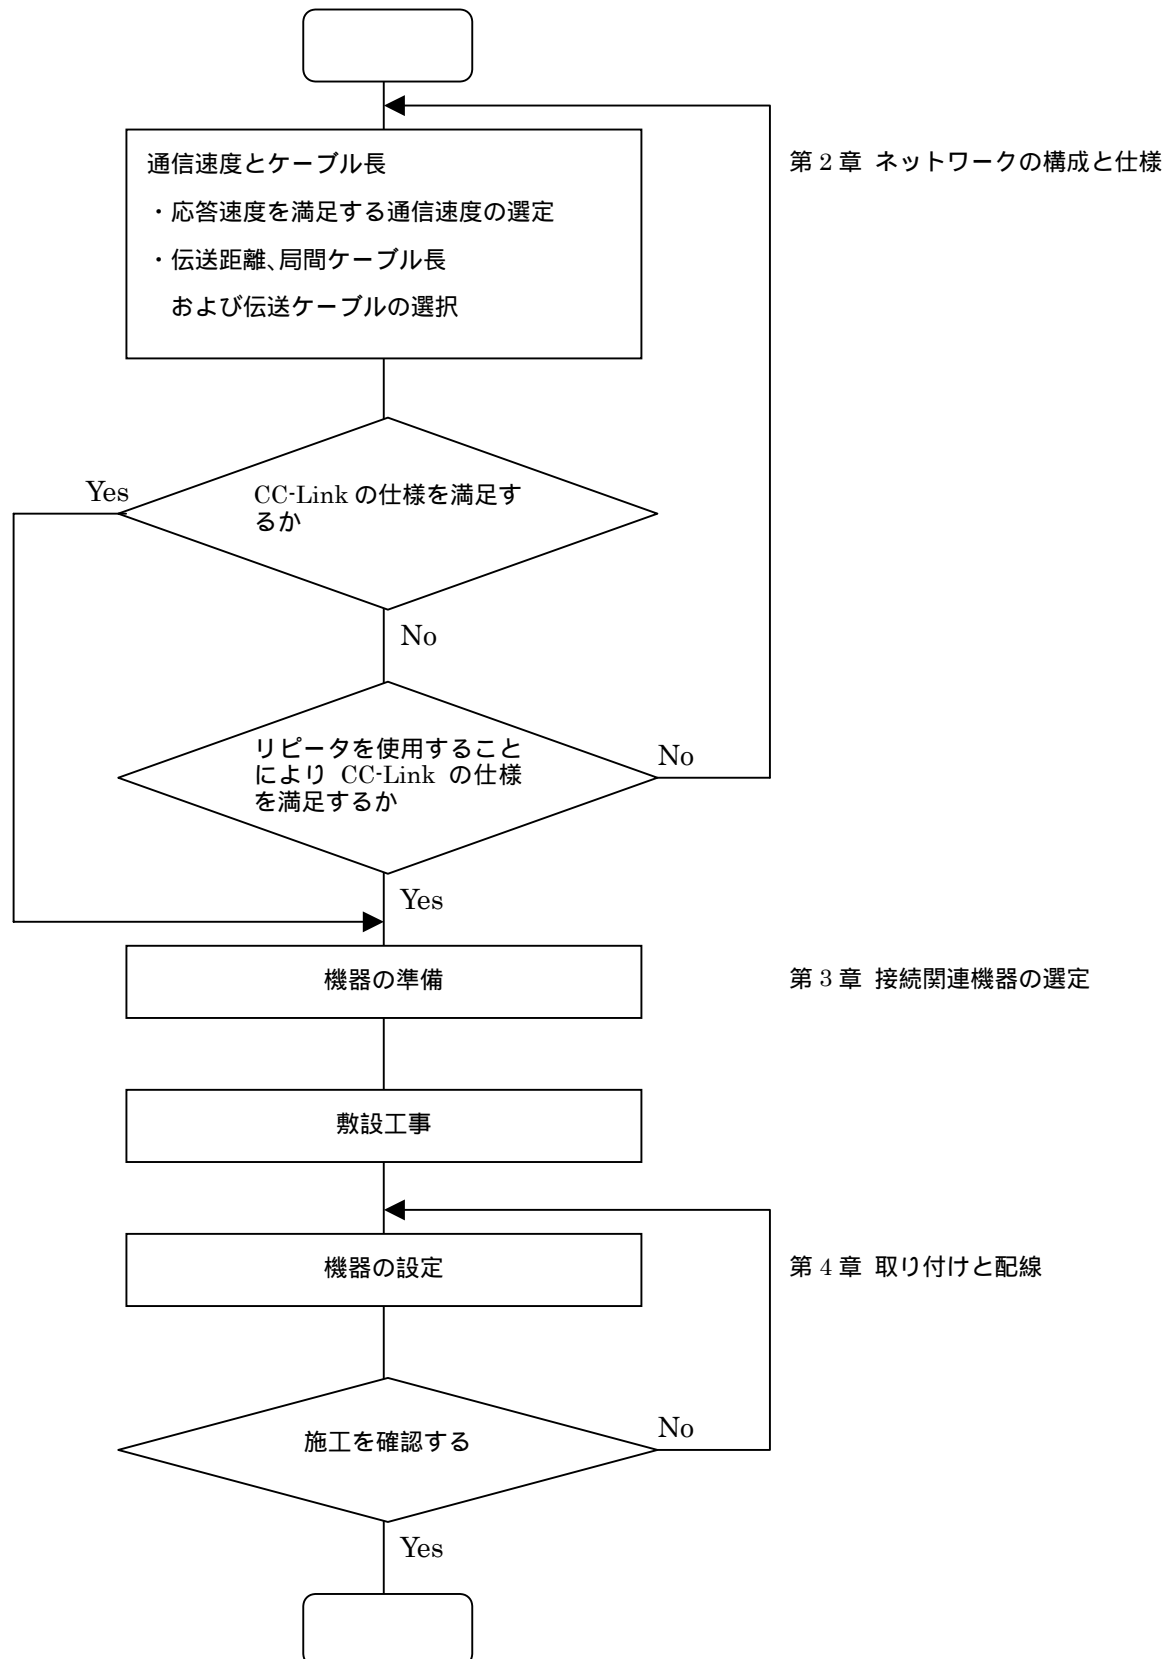 通信速度とケーブル長
第 2 章 ネットワークの構成と仕様
・応答速度を満足する通信速度の選定
・伝送距離、局間ケーブル長
および伝送ケーブルの選択
Yes
CC-Link の仕様を満足す
るか
No
リピータを使用すること
により CC-Link の仕様
を満足するか
No
Yes
機器の準備
第 3 章 接続関連機器の選定
敷設工事
機器の設定
第 4 章 取り付けと配線
施工を確認する
No
Yes